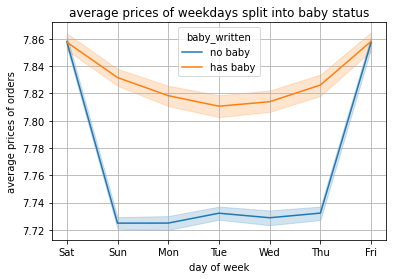 average prices of weekdays split into baby status
baby_written
no baby
has baby
average prices of orders
7.86
7.84
7.82
7.80
7.78
7.76
7.74
7.72
Sat Sun Mon Tue Wed Thu Fri
day of week